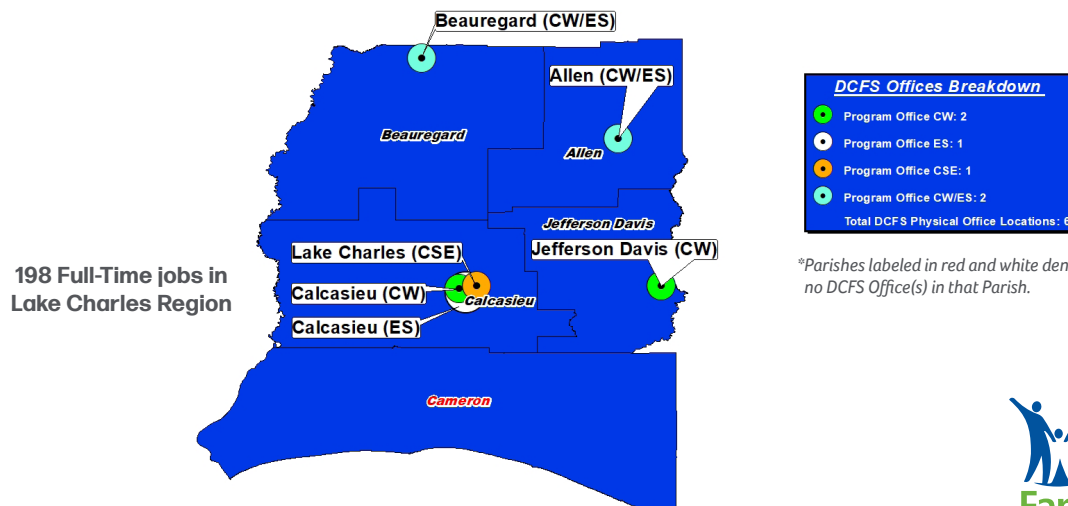 Beauregard (CW/ES)
Allen (CW/ES)
Beauregard
Allen
Jefferson Davis
Jefferson Davis (CW)
Lake Charles (CSE)
Calcasieu (CW)
Calcasieu
Calcasieu (ES)
Cameron
198 Full-Time jobs in
Lake Charles Region
DCFS Offices Breakdown
Program Office CW: 2
Program Office ES: 1
Program Office CSE: 1
Program Office CW/ES: 2
Total DCFS Physical Office Locations: 6
*Parishes labeled in red and white den
no DCFS Office(s) in that Parish.